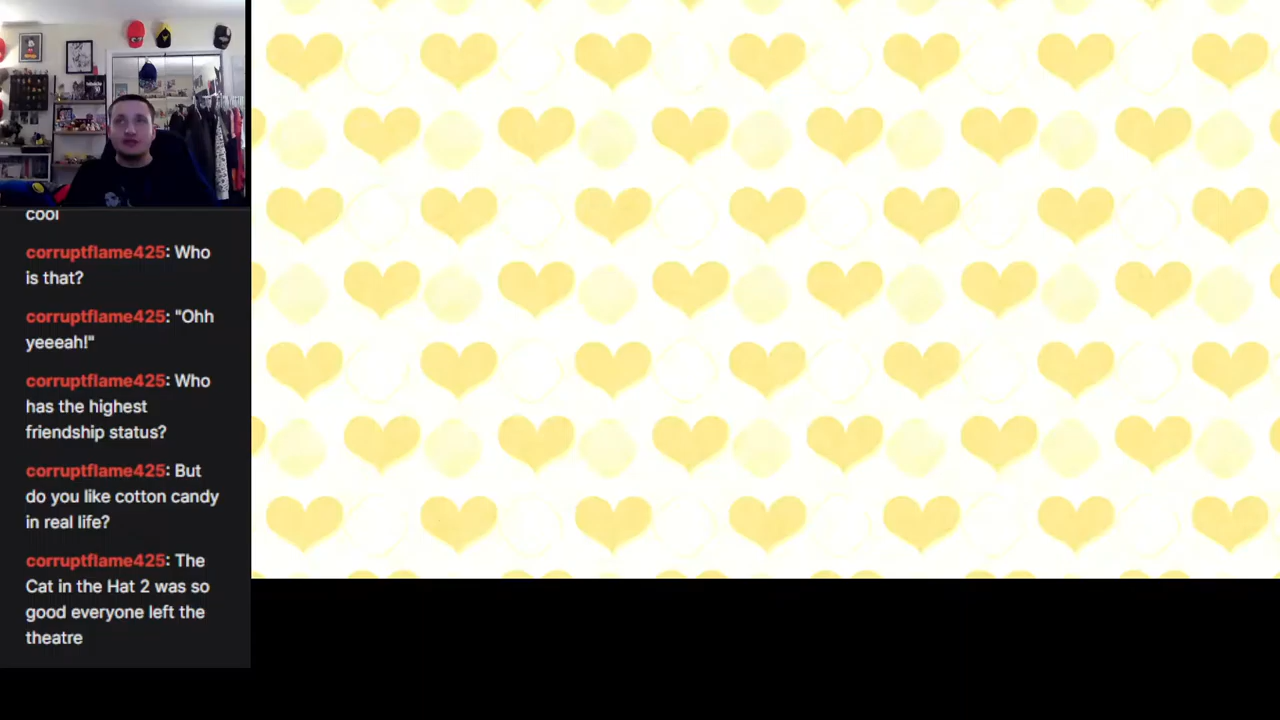 cool
corruptflame425: Who
is that?
corruptflame425: "Ohh
yeeeah!"
corruptflame425: Who
has the highest
friendship status?
corruptflame425: But
do you like cotton candy
in real life?
corruptflame425: The
Cat in the Hat 2 was so
good everyone left the
theatre